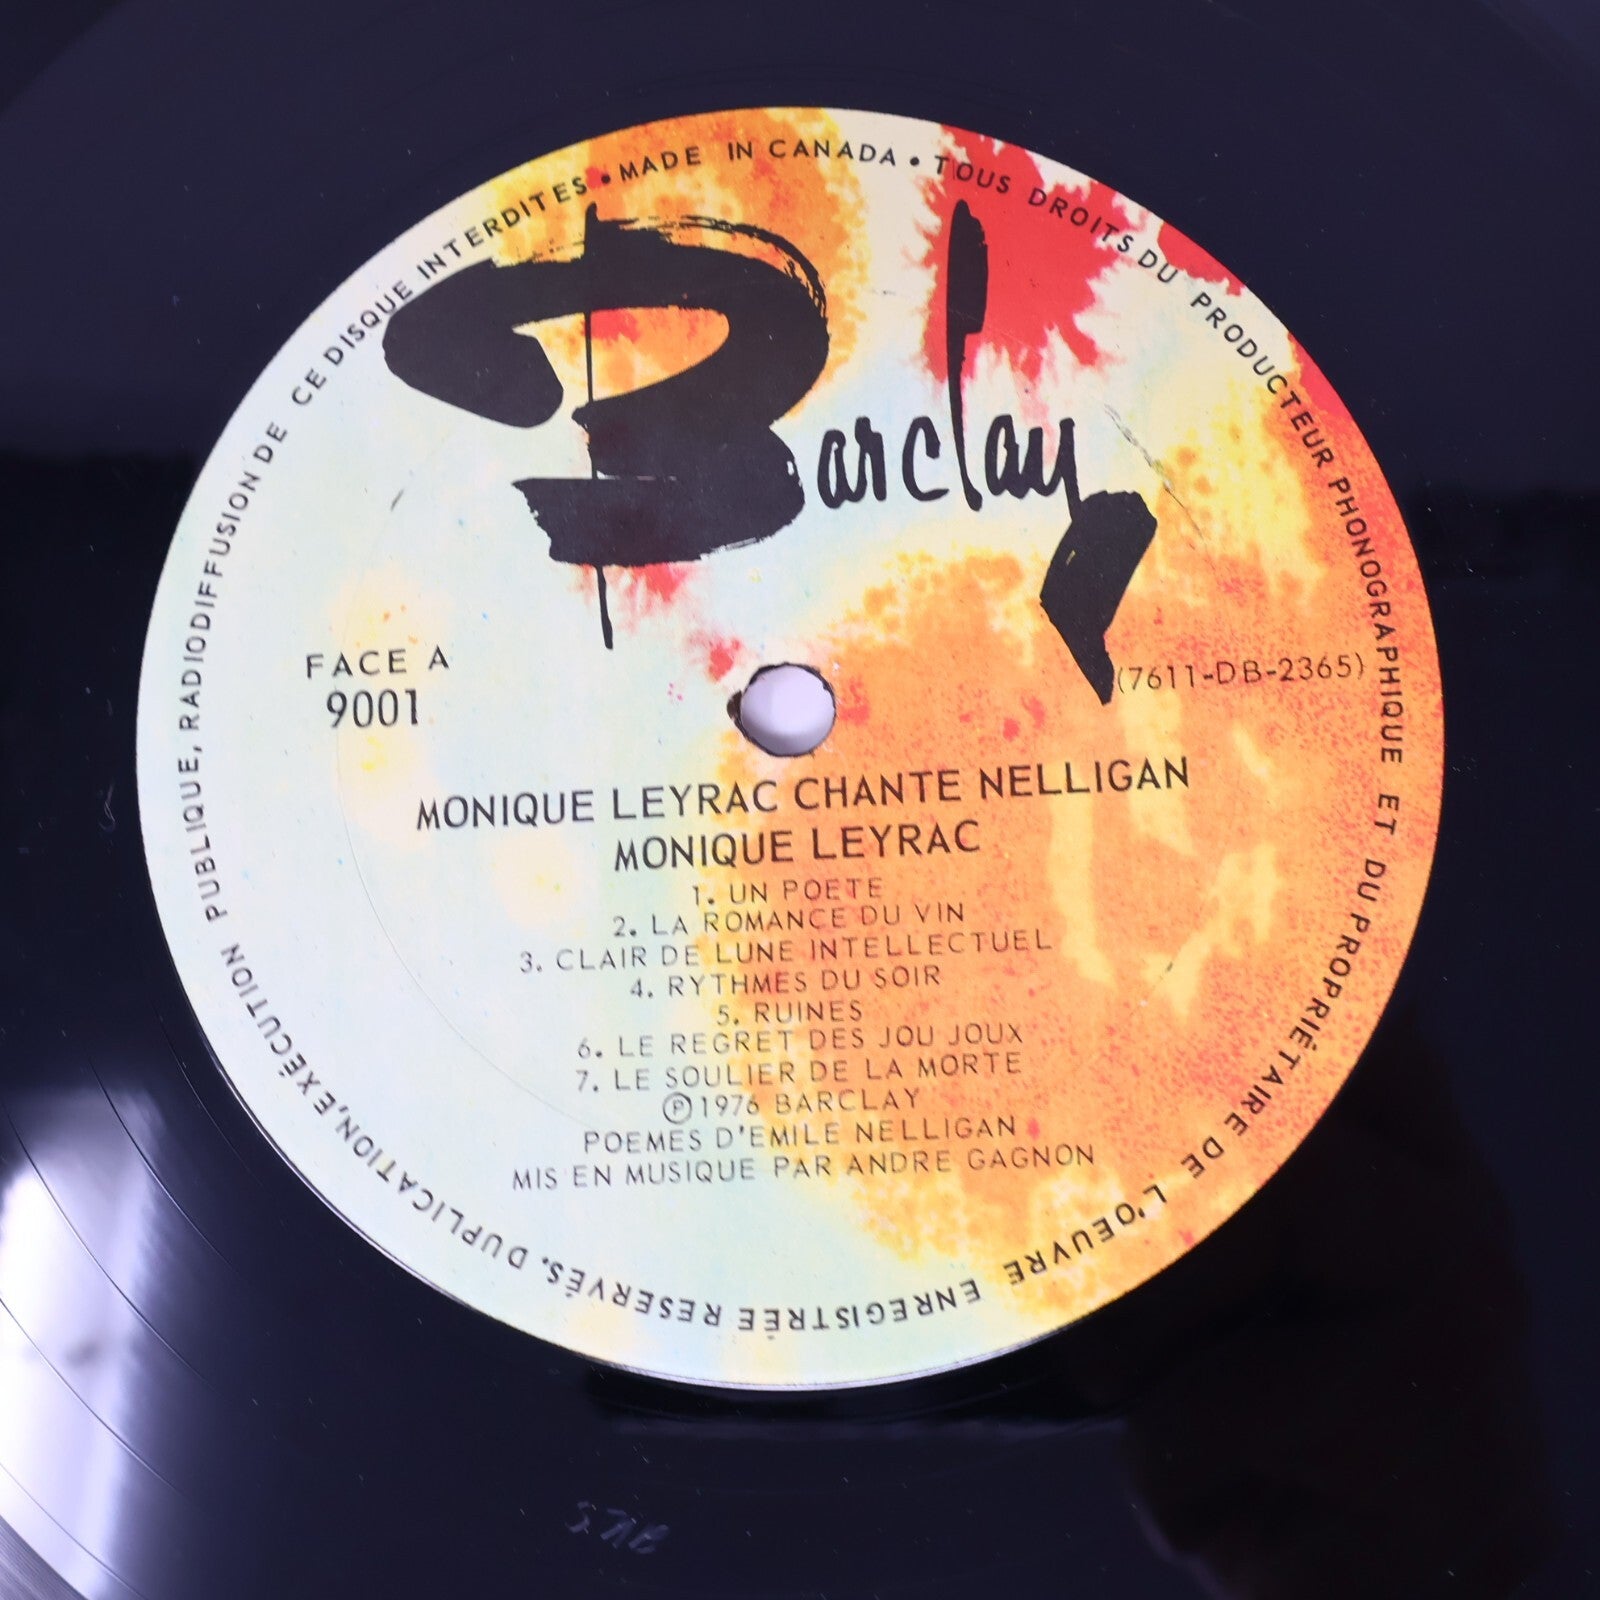 MADE IN CANADA • TOUS DROITS DU PRODUCTEUR PHONOGRAPHIQUE ET DU PROPRIÉTAIRE DE L'OEUVRE ENREGISTRÉE RESERVÉS. DUPLICATION, EXÉCUTION PUBLIQUE, RADIODIFFUSION DE CE DISQUE INTERDITES •
Barclay
FACE A
9001
(7611-DB-2365)
MONIQUE LEYRAC CHANTE NELLIGAN
MONIQUE LEYRAC
1. UN POETE
2. LA ROMANCE DU VIN
3. CLAIR DE LUNE INTELLECTUEL
4. RYTHMES DU SOIR
5. RUINES
6. LE REGRET DES JOU JOUX
7. LE SOULIER DE LA MORTE
Ⓟ1976 BARCLAY
POEMES D'EMILE NELLIGAN
MIS EN MUSIQUE PAR ANDRE GAGNON